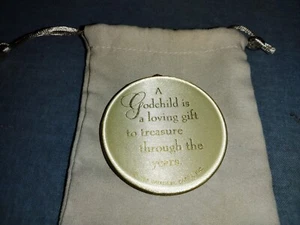 A
Godchild is
a loving gift
to treasure
through the
years